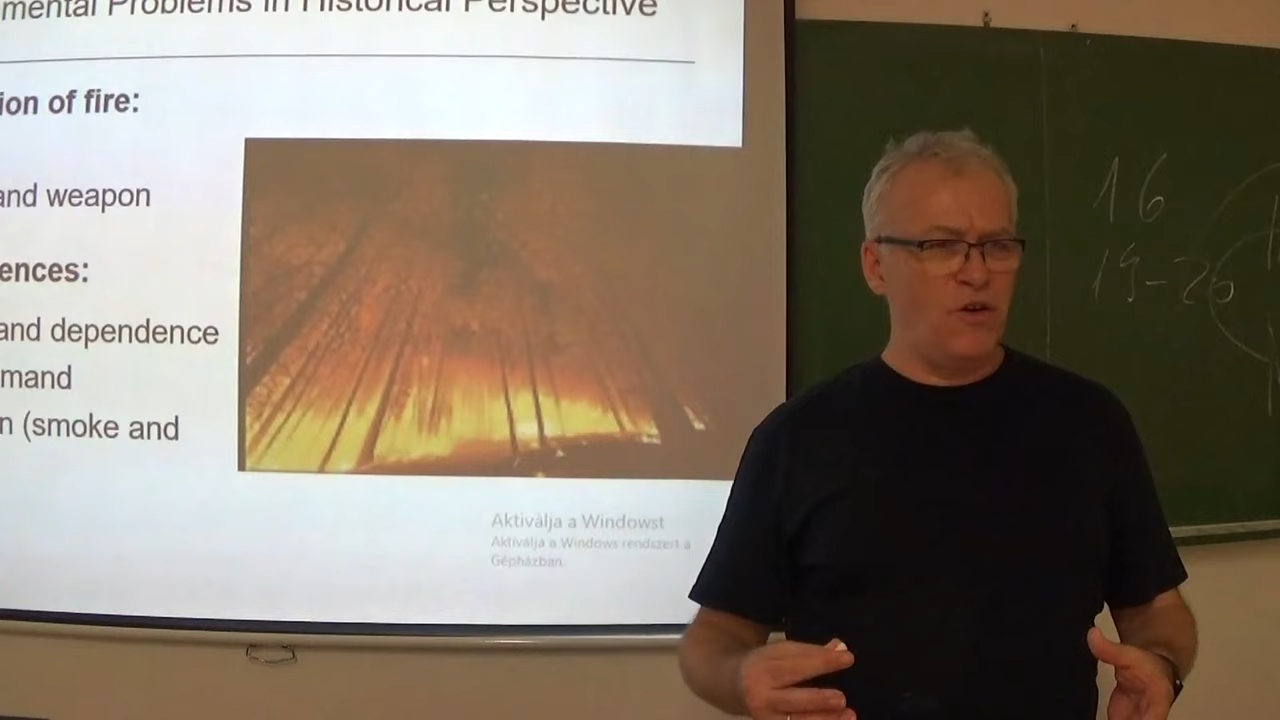 mental Problems in Historical Perspective
ion of fire:
and weapon
ences:
and dependence
mand
n (smoke and
Aktiválja a Windowst
Aktiválja a Windows rendszert a
Gépházban.
16
19-20